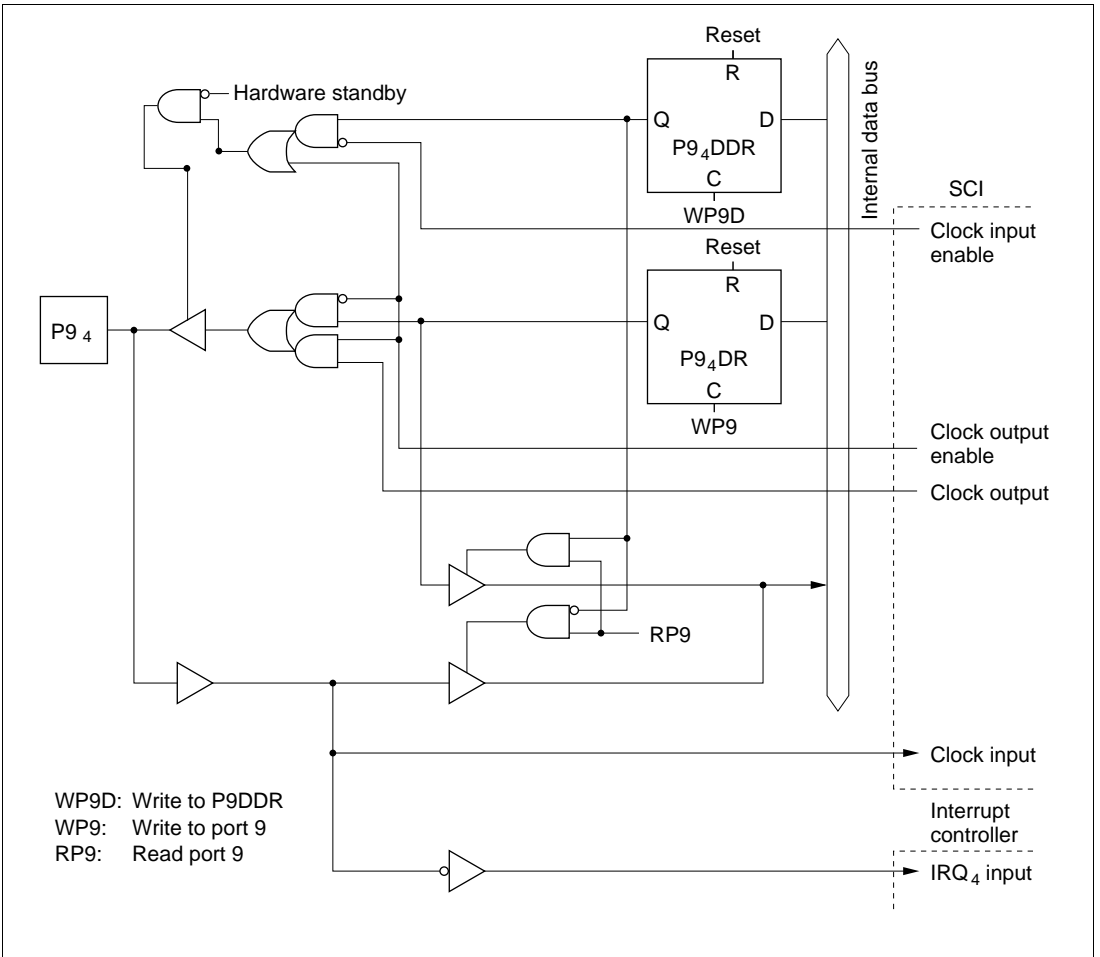 Reset
R
Hardware standby
Q
D
P94DDR
C
WP9D
Internal data bus
SCI
Clock input
enable
Reset
R
Q
D
P94DR
C
WP9
P94
Clock output
enable
Clock output
RP9
Clock input
WP9D: Write to P9DDR
WP9: Write to port 9
RP9: Read port 9
Interrupt
controller
IRQ4 input